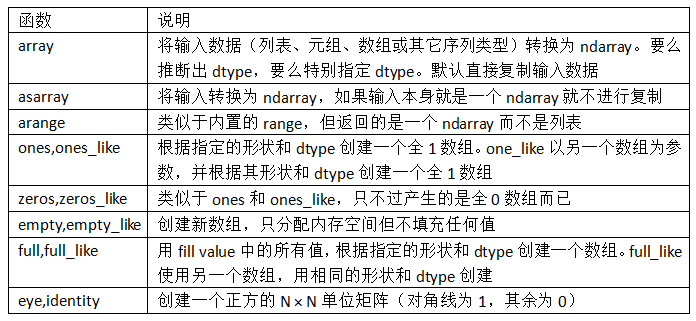 函数 说明
array 将输入数据（列表、元组、数组或其它序列类型）转换为 ndarray。要么
推断出 dtype，要么特别指定 dtype。默认直接复制输入数据
asarray 将输入转换为 ndarray，如果输入本身就是一个 ndarray 就不进行复制
arange 类似于内置的 range，但返回的是一个 ndarray 而不是列表
ones,ones_like 根据指定的形状和 dtype 创建一个全 1 数组。one_like 以另一个数组为参
数，并根据其形状和 dtype 创建一个全 1 数组
zeros,zeros_like 类似于 ones 和 ones_like，只不过产生的是全 0 数组而已
empty,empty_like 创建新数组，只分配内存空间但不填充任何值
full,full_like 用 fill value 中的所有值，根据指定的形状和 dtype 创建一个数组。full_like
使用另一个数组，用相同的形状和 dtype 创建
eye,identity 创建一个正方的 N × N 单位矩阵（对角线为 1，其余为 0）